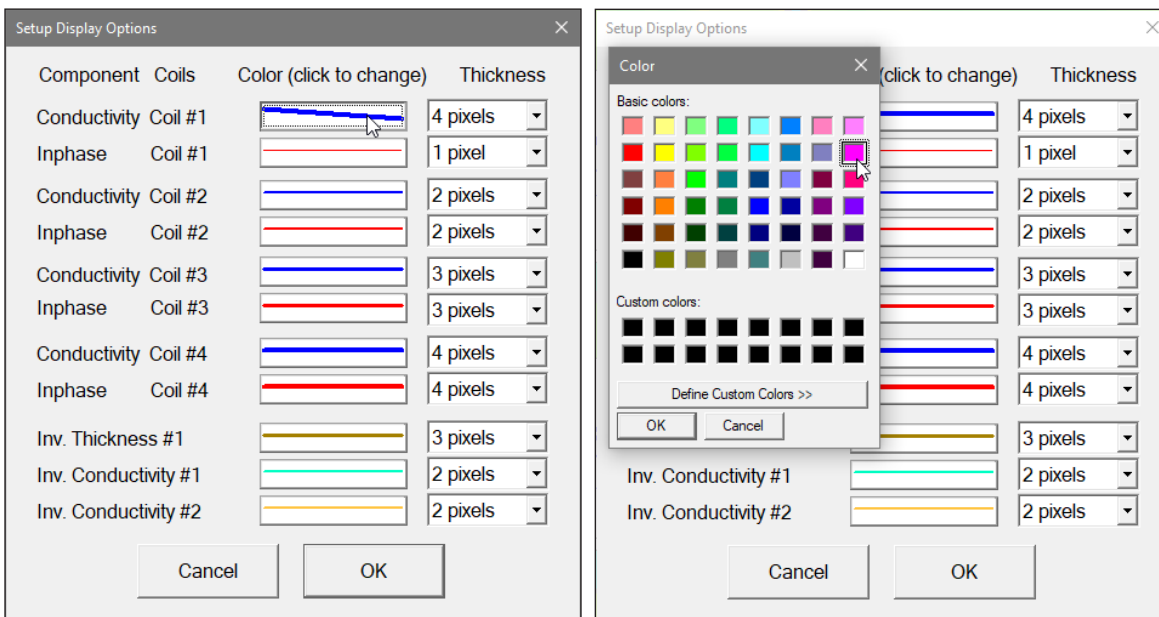 Setup Display Options
Component Coils Color (click to change) Thickness
Conductivity Coil #1 4 pixels
Inphase Coil #1 1 pixel
Conductivity Coil #2 2 pixels
Inphase Coil #2 2 pixels
Conductivity Coil #3 3 pixels
Inphase Coil #3 3 pixels
Conductivity Coil #4 4 pixels
Inphase Coil #4 4 pixels
Inv. Thickness #1 3 pixels
Inv. Conductivity #1 2 pixels
Inv. Conductivity #2 2 pixels
Cancel OK
Setup Display Options
(click to change) Thickness
4 pixels
1 pixel
2 pixels
2 pixels
3 pixels
3 pixels
4 pixels
4 pixels
3 pixels
Inv. Conductivity #1 2 pixels
Inv. Conductivity #2 2 pixels
Cancel OK
Color
Basic colors:
Custom colors:
Define Custom Colors >>
OK Cancel